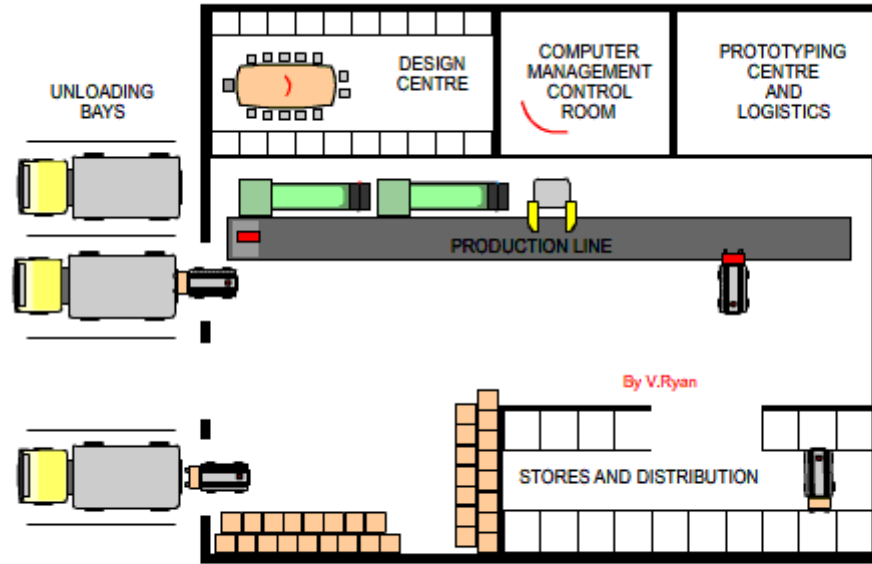 UNLOADING
BAYS
DESIGN
CENTRE
COMPUTER
MANAGEMENT
CONTROL
ROOM
PROTOTYPING
CENTRE
AND
LOGISTICS
PRODUCTION LINE
By V.Ryan
STORES AND DISTRIBUTION